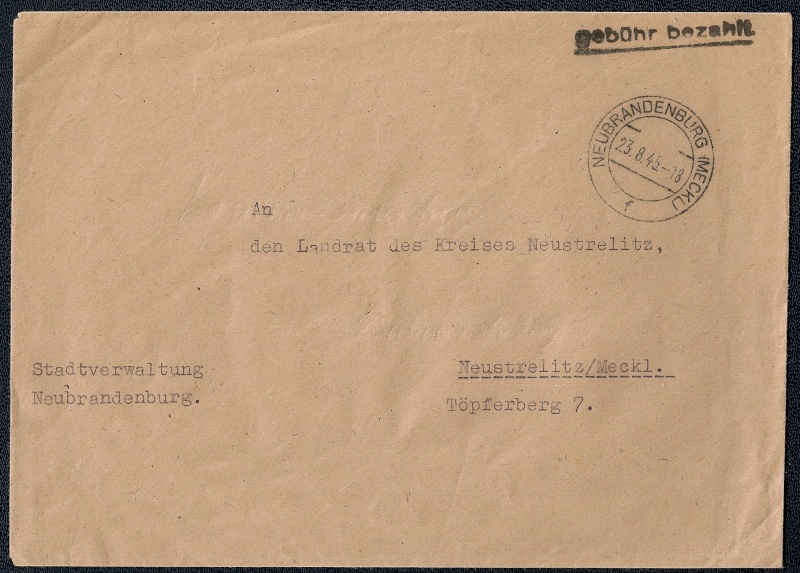 gebühr bezahlt
NEUBRANDENBURG (MECKL)
23.8.45.-18
f
An
den Landrat des Kreises Neustrelitz,
Stadtverwaltung
Neubrandenburg.
Neustrelitz/Meckl.
Töpferberg 7.